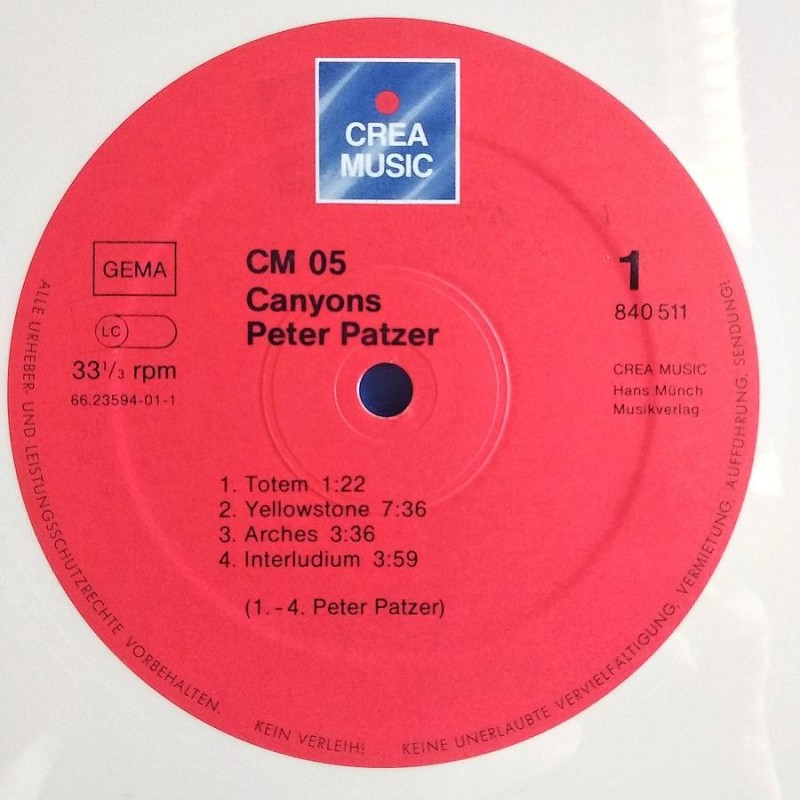 CREA
MUSIC
GEMA
LC
33 1/3 rpm
66.23594-01-1
CM 05
Canyons
Peter Patzer
1
840 511
CREA MUSIC
Hans Münch
Musikverlag
1. Totem 1:22
2. Yellowstone 7:36
3. Arches 3:36
4. Interludium 3:59
(1.-4. Peter Patzer)
ALLE URHEBER- UND LEISTUNGSSCHUTZRECHTE VORBEHALTEN. KEIN VERLEIH! KEINE UNERLAUBTE VERVIELFÄLTIGUNG, VERMIETUNG, AUFFÜHRUNG, SENDUNG!